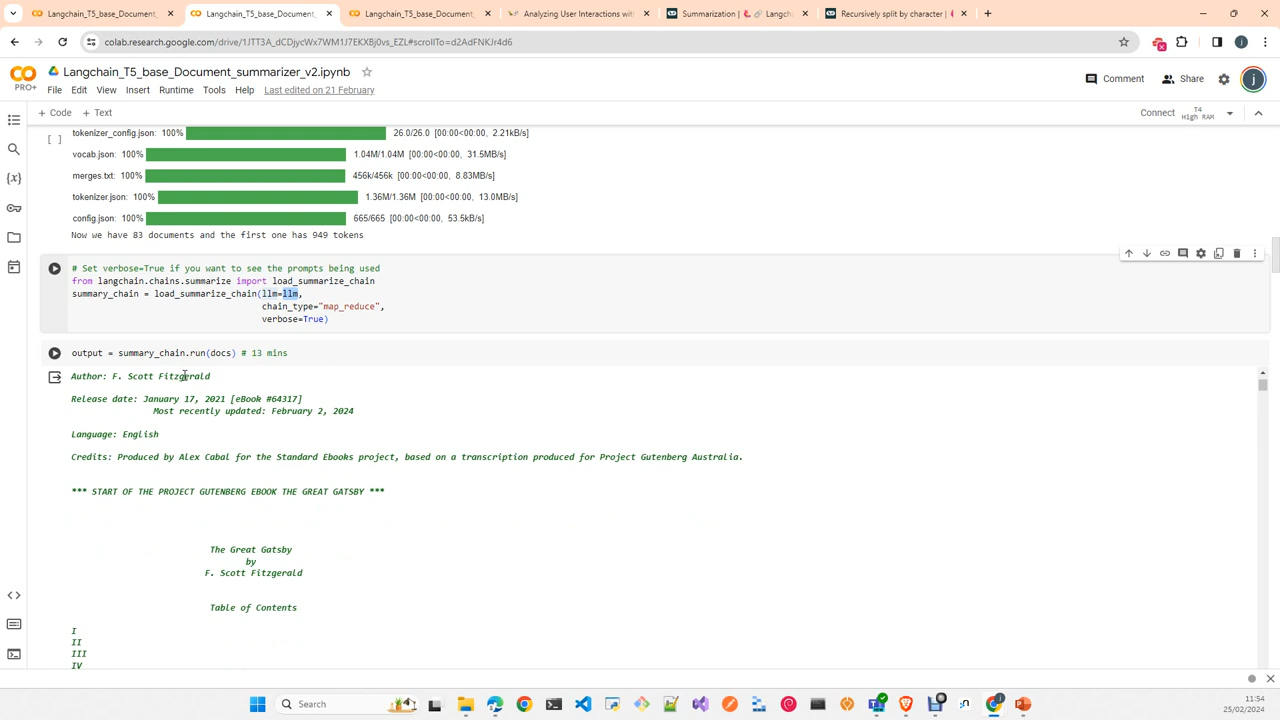 Langchain_T5_base_Document_
Langchain_T5_base_Document_
Langchain_T5_base_Document_
Analyzing User Interactions with
Summarization | 🦜️🔗 Langcha
Recursively split by character |
colab.research.google.com/drive/1JTT3A_dCDjycWx7WM1J7EKXBj0vs_EZL#scrollTo=d2AdFNKJr4d6
Langchain_T5_base_Document_summarizer_v2.ipynb
PRO+
File Edit View Insert Runtime Tools Help Last edited on 21 February
Comment
Share
j
+ Code + Text
Connect
T4
High RAM
[ ]
tokenizer_config.json: 100% 26.0/26.0 [00:00<00:00, 2.21kB/s]
vocab.json: 100% 1.04M/1.04M [00:00<00:00, 31.5MB/s]
merges.txt: 100% 456k/456k [00:00<00:00, 8.83MB/s]
tokenizer.json: 100% 1.36M/1.36M [00:00<00:00, 13.0MB/s]
config.json: 100% 665/665 [00:00<00:00, 53.5kB/s]
Now we have 83 documents and the first one has 949 tokens
# Set verbose=True if you want to see the prompts being used
from langchain.chains.summarize import load_summarize_chain
summary_chain = load_summarize_chain(llm=llm,
chain_type="map_reduce",
verbose=True)
output = summary_chain.run(docs) # 13 mins
Author: F. Scott Fitzgerald
Release date: January 17, 2021 [eBook #64317]
Most recently updated: February 2, 2024
Language: English
Credits: Produced by Alex Cabal for the Standard Ebooks project, based on a transcription produced for Project Gutenberg Australia.
*** START OF THE PROJECT GUTENBERG EBOOK THE GREAT GATSBY ***
The Great Gatsby
by
F. Scott Fitzgerald
Table of Contents
I
II
III
IV
Search
11:54
25/02/2024